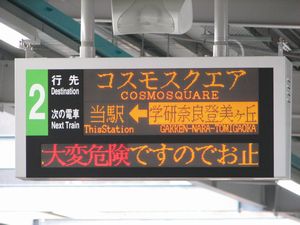 行先
Destination
コスモスクエア
COSMOSQUARE
2
次の電車
Next Train
当駅←学研奈良登美ヶ丘
ThisStation GAKKEN-NARA-TOMIGAOKA
大変危険ですのでお止